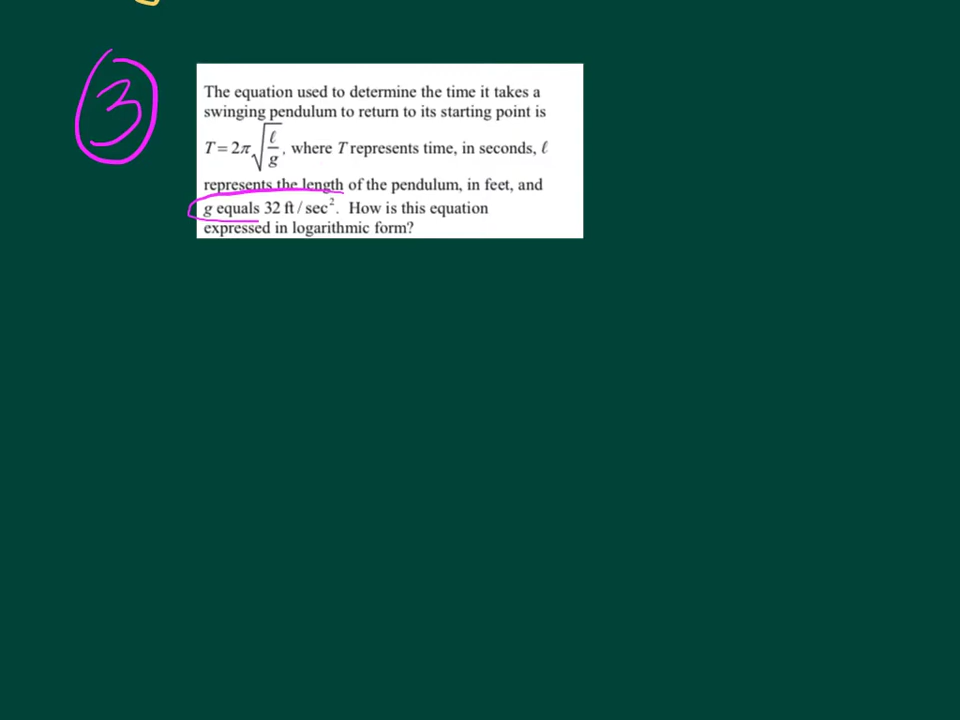 3
The equation used to determine the time it takes a
swinging pendulum to return to its starting point is
T = 2π√(ℓ/g), where T represents time, in seconds, ℓ
represents the length of the pendulum, in feet, and
g equals 32 ft / sec². How is this equation
expressed in logarithmic form?